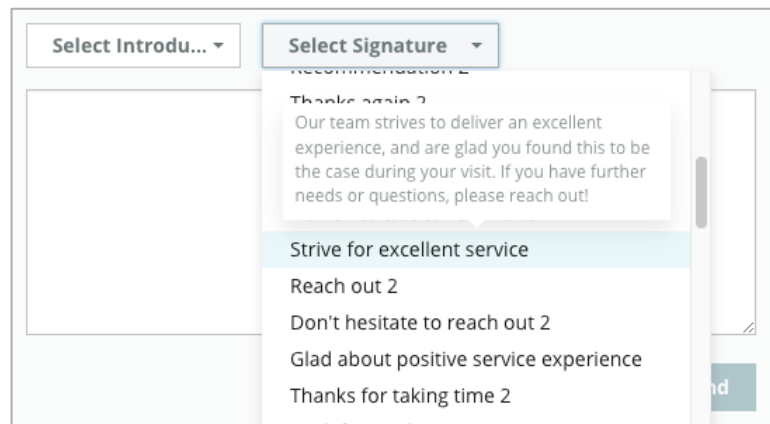 Select Introdu...
Select Signature
Recommendation 2
Thanks again 2
Our team strives to deliver an excellent
experience, and are glad you found this to be
the case during your visit. If you have further
needs or questions, please reach out!
Strive for excellent service
Reach out 2
Don't hesitate to reach out 2
Glad about positive service experience
Thanks for taking time 2
nd